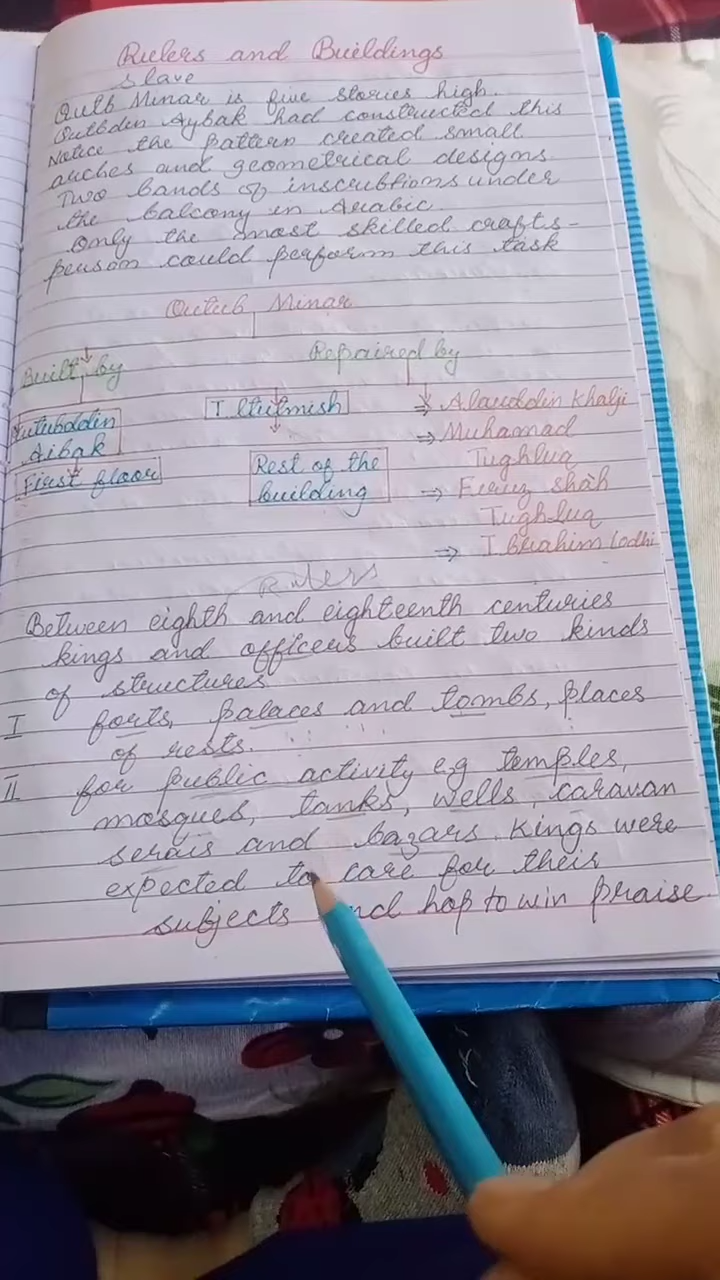 Rulers and Buildings
slave
Qutb Minar is five stories high.
Qutbdin Aybak had constructed this
Notice the pattern created small
arches and geometrical designs.
Two bands of inscrubtions under
the balcony in Arabic.
Only the most skilled crafts-
person could perform this task
Qutub Minar
Built by
Repaired by
Qutubddin
Aibak
First floor
Iltutmish
Rest of the
building
⇒ Alauddin Khalji
⇒ Muhamad
Tughluq
⇒ Firuz shah
Tughluq
⇒ Ibrahim Lodhi
Rulers
Between eighth and eighteenth centuries
kings and officers built two kinds
of structures
I forts, palaces and tombs, places
of rests.
II for public activity e.g temples,
mosques, tanks, wells, caravan
serais and bazars. Kings were
expected to care for their
subjects and hop to win praise